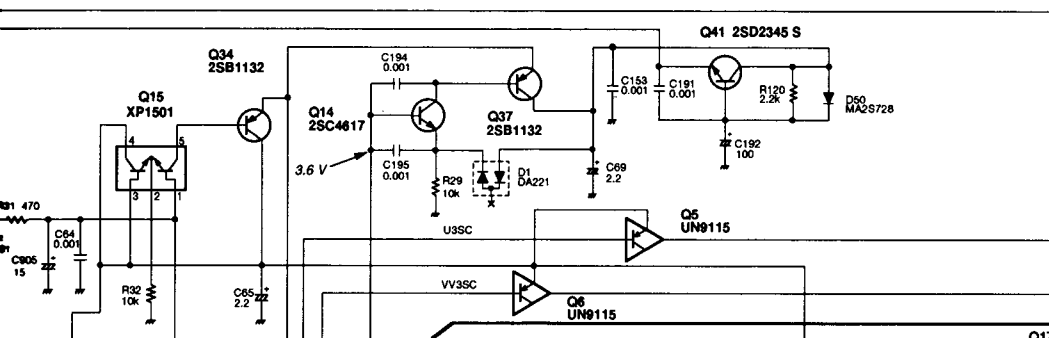 Q41 2SD2345 S
Q34
2SB1132
C194
0.001
Q15
XP1501
Q14
2SC4617
Q37
2SB1132
C153
0.001
C191
0.001
R120
2.2k
D50
MA2S728
4
5
3.6 V
C195
0.001
D1
DA221
C69
2.2
C192
100
3
2
1
R29
10k
R31 470
C64
0.001
C905
15
U3SC
Q5
UN9115
R32
10k
C65
2.2
VV3SC
Q6
UN9115